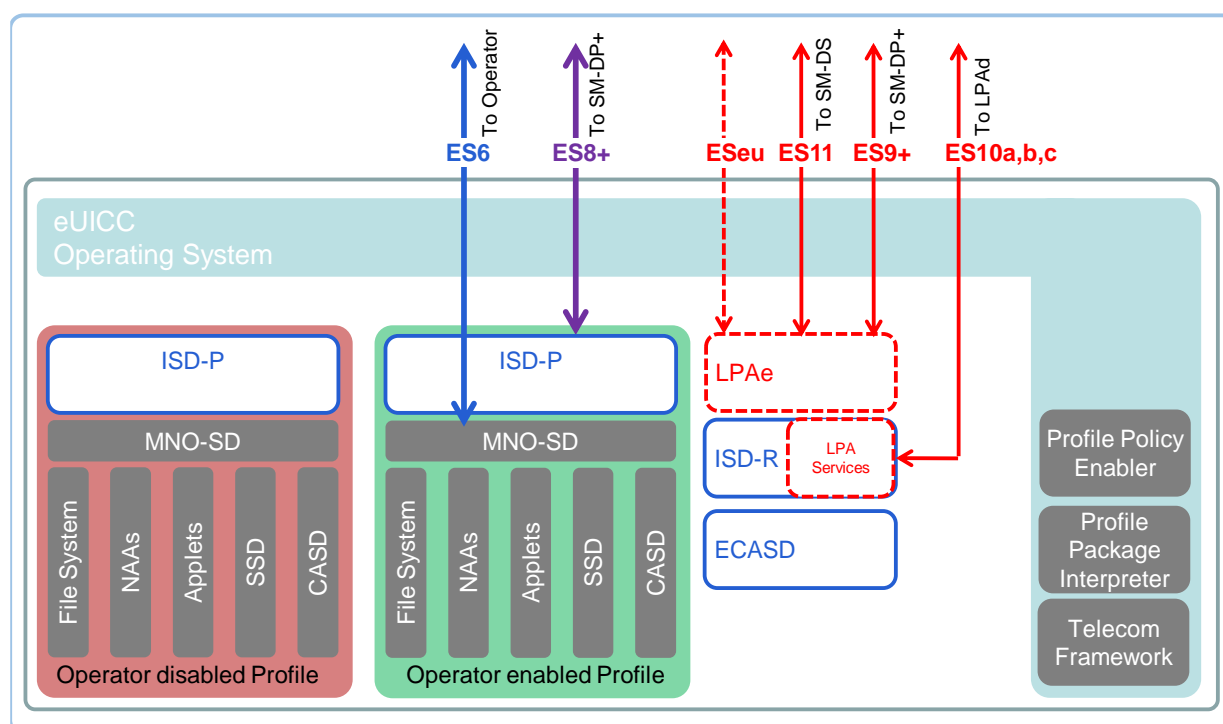 To Operator
To SM-DP+
To SM-DS
To SM-DP+
To LPAd
ES6
ES8+
ESeu
ES11
ES9+
ES10a,b,c
eUICC
Operating System
ISD-P
MNO-SD
File System
NAAs
Applets
SSD
CASD
Operator disabled Profile
ISD-P
MNO-SD
File System
NAAs
Applets
SSD
CASD
Operator enabled Profile
LPAe
ISD-R
LPA
Services
ECASD
Profile Policy
Enabler
Profile
Package
Interpreter
Telecom
Framework